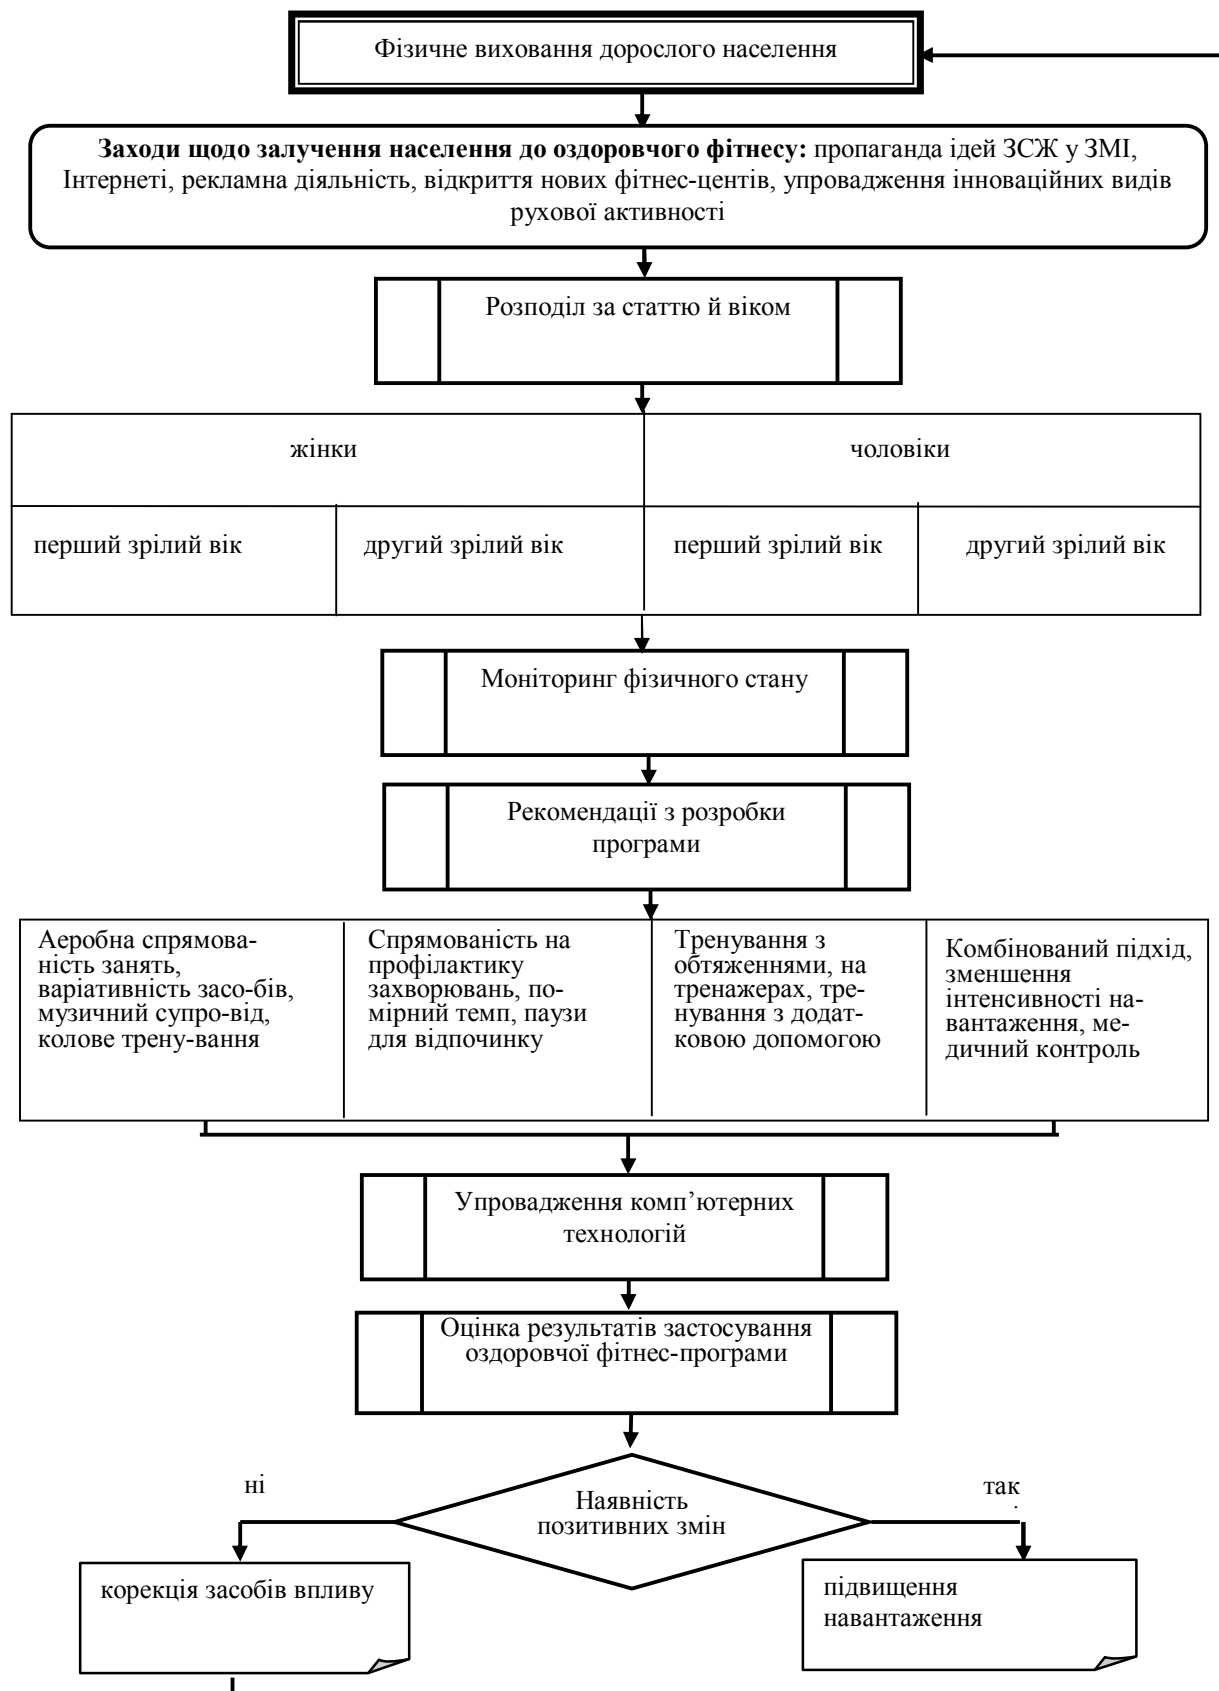 Фізичне виховання дорослого населення
Заходи щодо залучення населення до оздоровчого фітнесу: пропаганда ідей ЗСЖ у ЗМІ,
Інтернеті, рекламна діяльність, відкриття нових фітнес-центів, упровадження інноваційних видів
рухової активності
Розподіл за статтю й віком
жінки
чоловіки
перший зрілий вік
другий зрілий вік
перший зрілий вік
другий зрілий вік
Моніторинг фізичного стану
Рекомендації з розробки
програми
Аеробна спрямова-
ність занять,
варіативність засо-бів,
музичний супро-від,
колове трену-вання
Спрямованість на
профілактику
захворювань, по-
мірний темп, паузи
для відпочинку
Тренування з
обтяженнями, на
тренажерах, тре-
нування з додат-
ковою допомогою
Комбінований підхід,
зменшення
інтенсивності на-
вантаження, ме-
дичний контроль
Упровадження комп’ютерних
технологій
Оцінка результатів застосування
оздоровчої фітнес-програми
Наявність
позитивних змін
ні
так
корекція засобів впливу
підвищення
навантаження